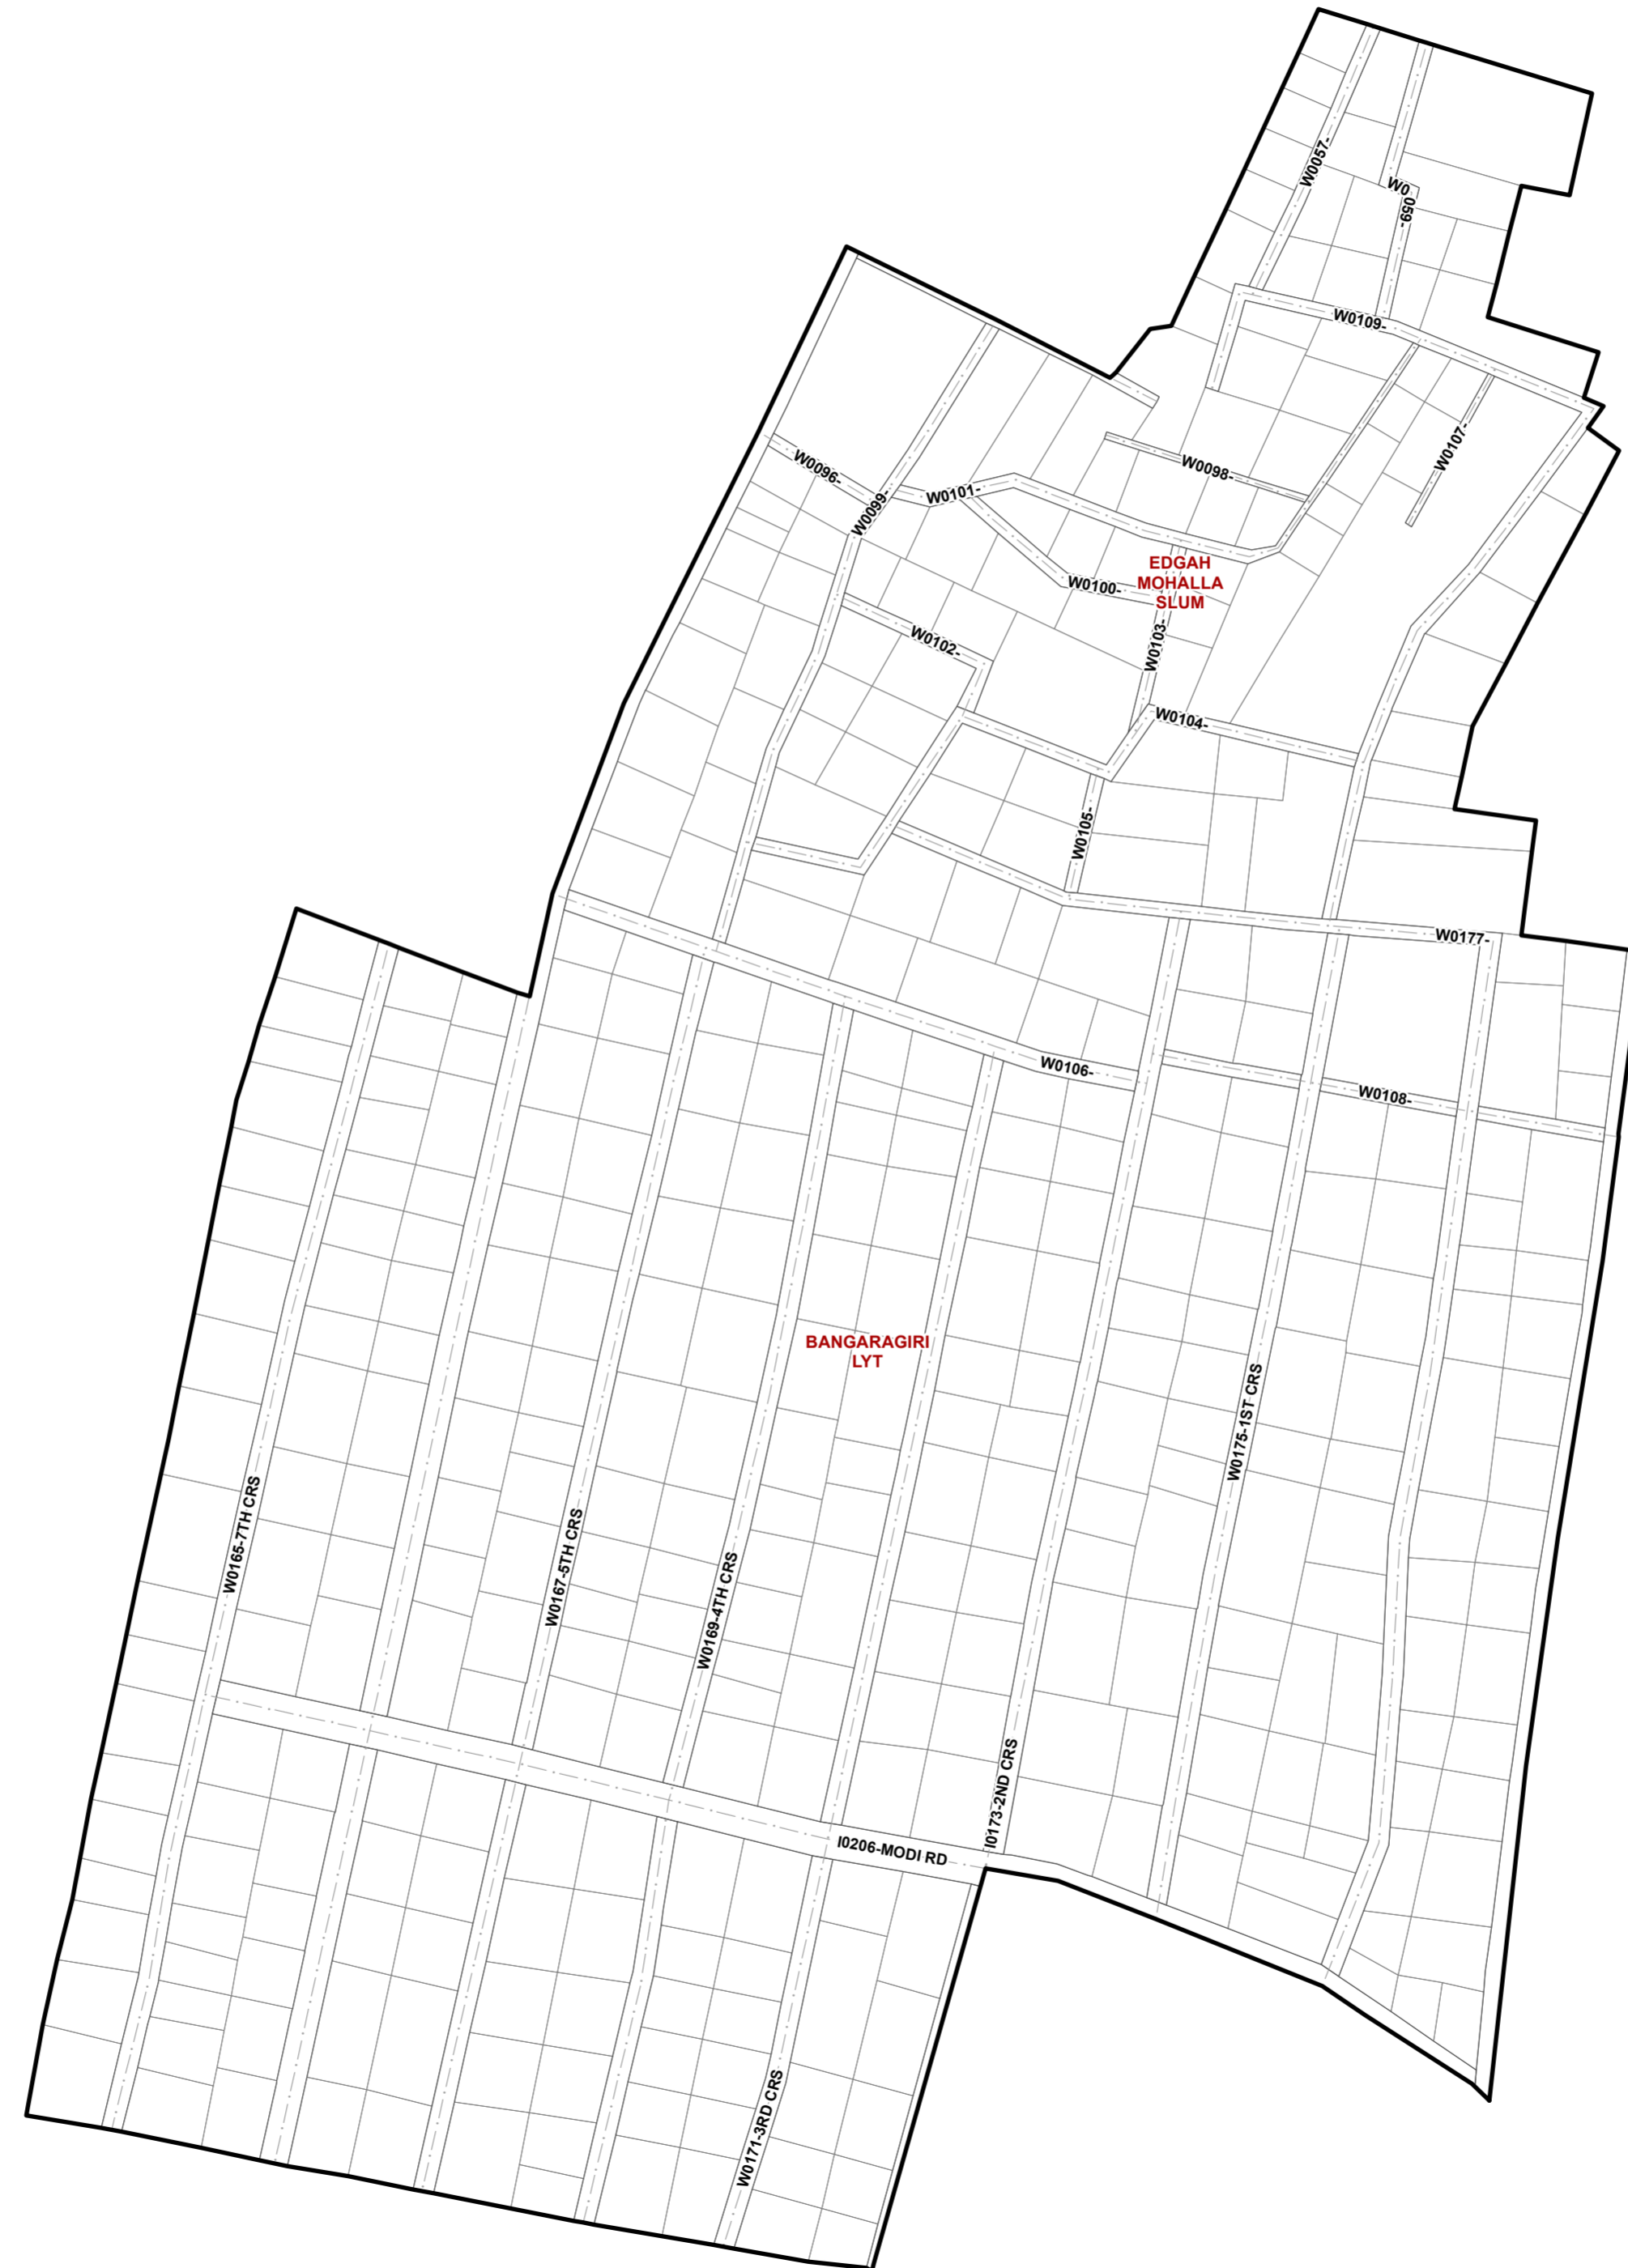 W0057-
W0059-
W0109-
W0107-
W0098-
W0096-
W0101-
W0099-
EDGAH
MOHALLA
SLUM
W0100-
W0102-
W0103-
W0104-
W0105-
W0177-
W0106-
W0108-
BANGARAGIRI
LYT
W0175-1ST CRS
W0165-7TH CRS
W0167-5TH CRS
W0169-4TH CRS
I0173-2ND CRS
I0206-MODI RD
W0171-3RD CRS